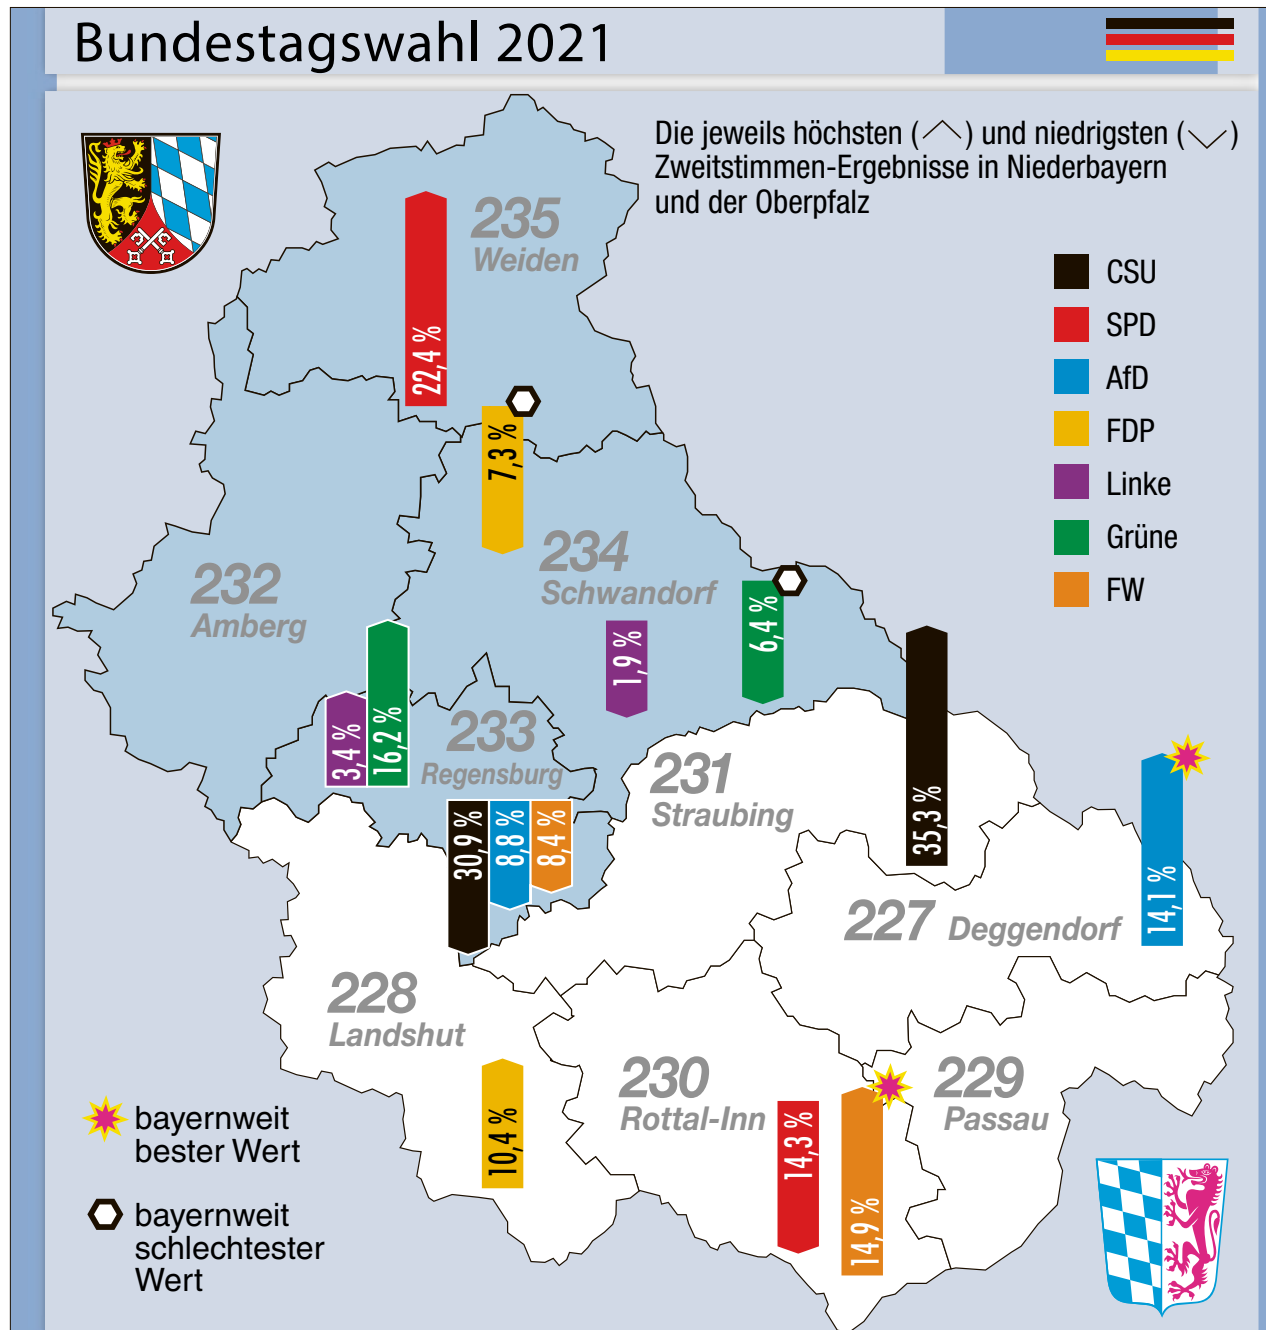 Bundestagswahl 2021
Die jeweils höchsten (︿) und niedrigsten (﹀)
Zweitstimmen-Ergebnisse in Niederbayern
und der Oberpfalz
CSU
SPD
AfD
FDP
Linke
Grüne
FW
235
Weiden
22,4 %
7,3 %
234
Schwandorf
232
Amberg
6,4 %
1,9 %
3,4 %
16,2 %
233
Regensburg
35,3 %
231
Straubing
30,9 %
8,8 %
8,4 %
14,1 %
227 Deggendorf
228
Landshut
10,4 %
230
Rottal-Inn
14,3 %
14,9 %
229
Passau
bayernweit
bester Wert
bayernweit
schlechtester
Wert